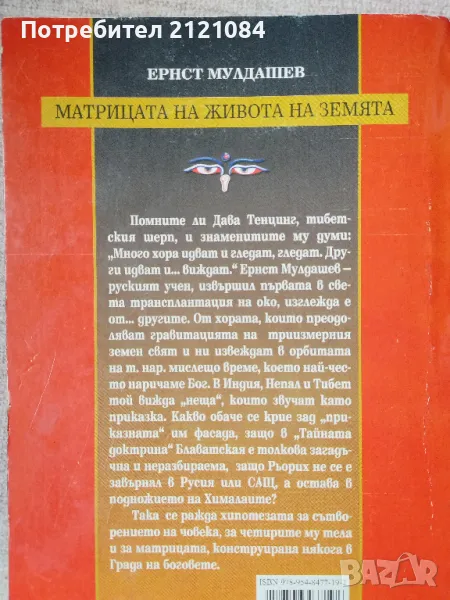 Потребител 2121084
ЕРНСТ МУЛДАШЕВ
МАТРИЦАТА НА ЖИВОТА НА ЗЕМЯТА
Помните ли Дава Тенцинг, тибет-
ския шерп, и знаменитите му думи:
„Много хора идват и гледат, гледат. Дру-
ги идват и... виждат.“ Ернст Мулдашев –
руският учен, извършил първата в све-
та трансплантация на око, изглежда е
от... другите. От хората, които преодо-
ляват гравитацията на триизмерния
земен свят и ни извеждат в орбитата
на т. нар. мислещо време, което най-чес-
то наричаме Бог. В Индия, Непал и Тибет
той вижда „неща“, които звучат като
приказка. Какво обаче се крие зад „при-
казната“ им фасада, защо в „Тайната
доктрина“ Блаватская е толкова загадъ-
чна и неразбираема, защо Рьорих не се е
завърнал в Русия или САЩ, а остава в
подножието на Хималаите?
Така се ражда хипотезата за сътво-
рението на човека, за четирите му тела
и за матрицата, конструирана някога в
Града на боговете.
ISBN
bazar.bg